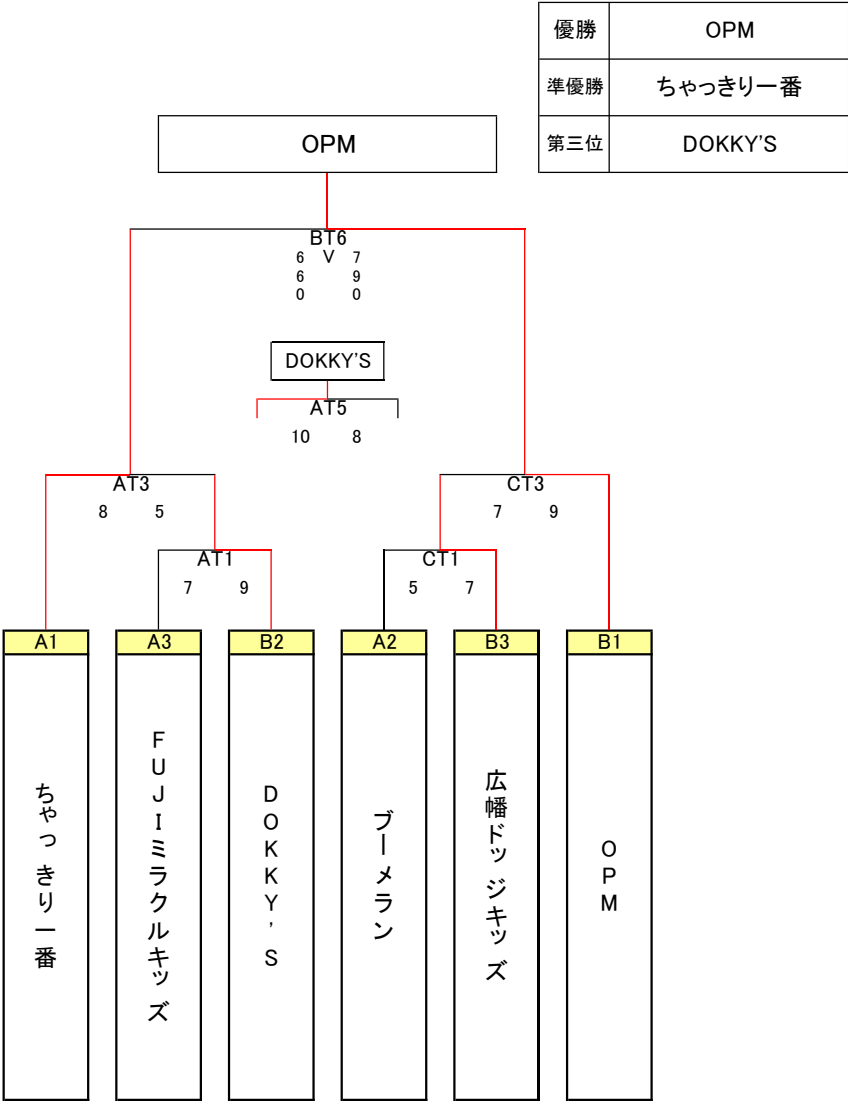 優勝 OPM
準優勝 ちゃっきり一番
第三位 DOKKY'S
OPM
BT6
6 V 7
6 9
0 0
DOKKY'S
AT5
10 8
AT3 CT3
8 5 7 9
AT1 CT1
7 9 5 7
A1 A3 B2 A2 B3 B1
ちゃっきり一番
FUJIミラクルキッズ
DOKKY'S
ブーメラン
広幡ドッジキッズ
OPM